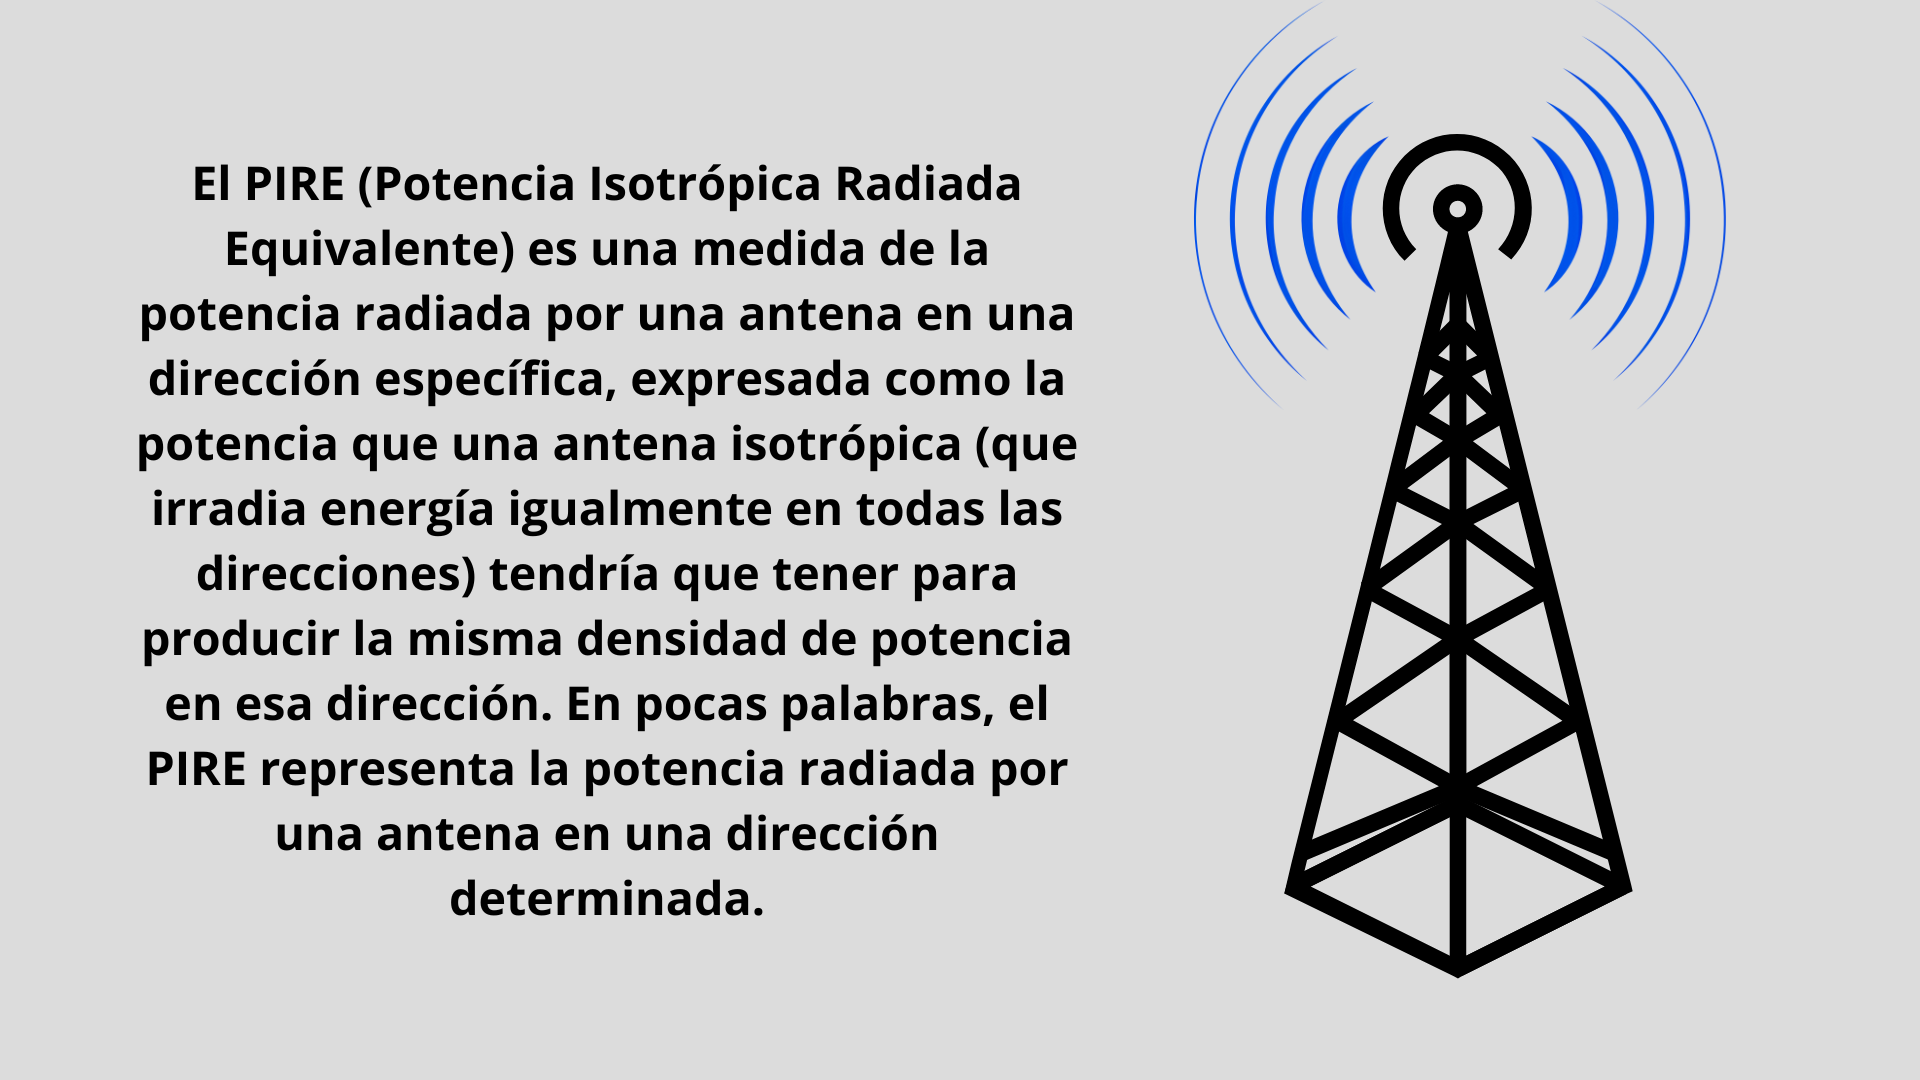 El PIRE (Potencia Isotrópica Radiada
Equivalente) es una medida de la
potencia radiada por una antena en una
dirección específica, expresada como la
potencia que una antena isotrópica (que
irradia energía igualmente en todas las
direcciones) tendría que tener para
producir la misma densidad de potencia
en esa dirección. En pocas palabras, el
PIRE representa la potencia radiada por
una antena en una dirección
determinada.